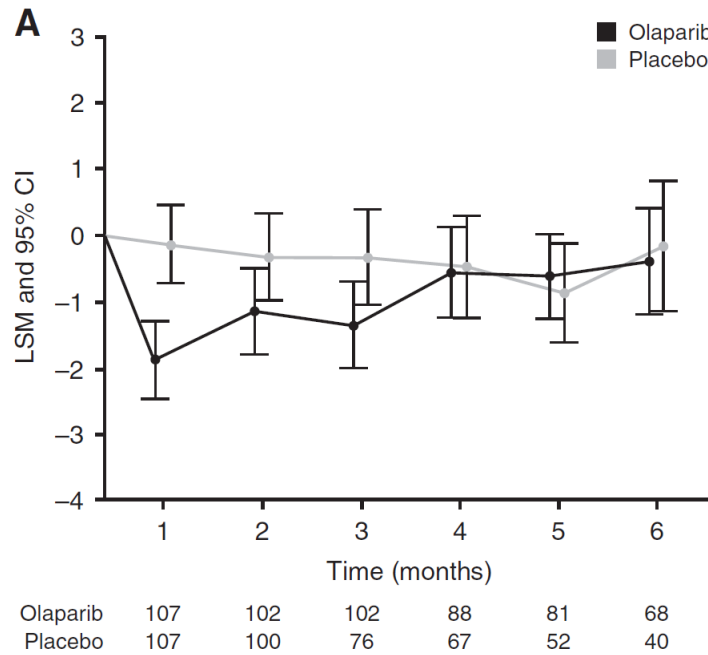 A
Olaparib
Placebo
3
2
1
0
–1
–2
–3
–4
LSM and 95% CI
1 2 3 4 5 6
Time (months)
Olaparib 107 102 102 88 81 68
Placebo 107 100 76 67 52 40